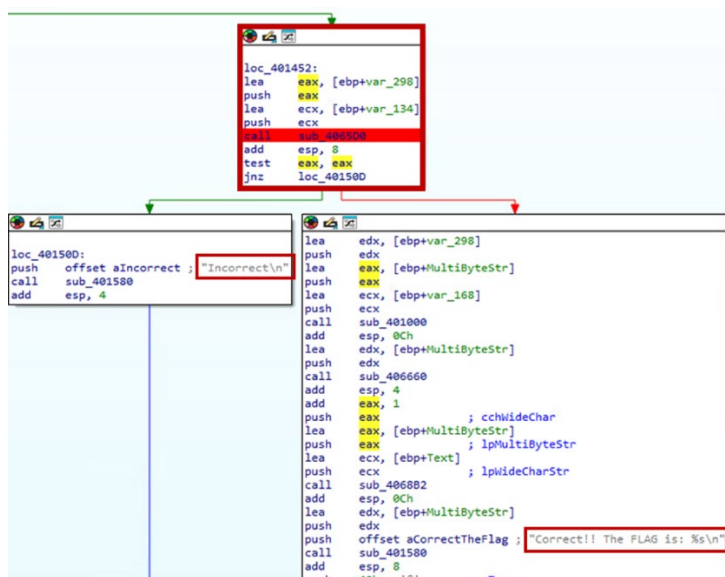 loc_401452:
lea eax, [ebp+var_298]
push eax
lea ecx, [ebp+var_134]
push ecx
call sub_4065D0
add esp, 8
test eax, eax
jnz loc_40150D
loc_40150D:
push offset aIncorrect ; "Incorrect\n"
call sub_401580
add esp, 4
lea edx, [ebp+var_298]
push edx
lea eax, [ebp+MultiByteStr]
push eax
lea ecx, [ebp+var_168]
push ecx
call sub_401000
add esp, 0Ch
lea edx, [ebp+MultiByteStr]
push edx
call sub_406660
add esp, 4
add eax, 1
push eax ; cchWideChar
lea eax, [ebp+MultiByteStr]
push eax ; lpMultiByteStr
lea ecx, [ebp+Text]
push ecx ; lpWideCharStr
call sub_4068B2
add esp, 0Ch
lea edx, [ebp+MultiByteStr]
push edx
push offset aCorrectTheFlag ; "Correct!! The FLAG is: %s\n"
call sub_401580
add esp, 8